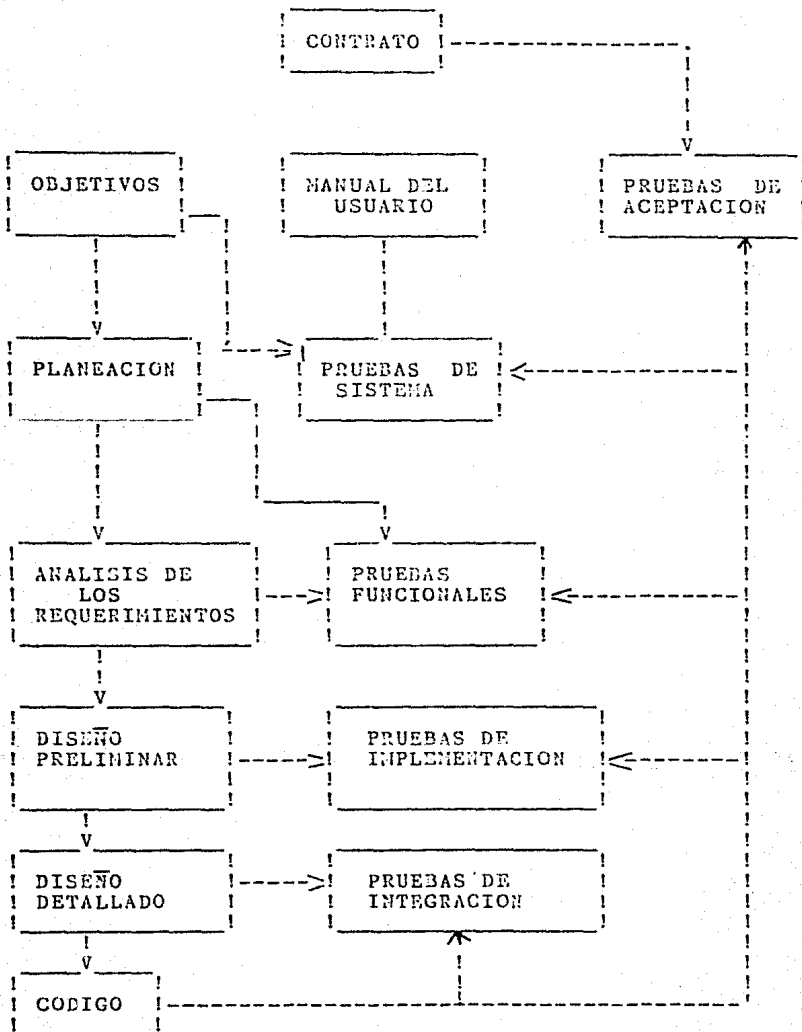 CONTRATO
OBJETIVOS
MANUAL DEL
USUARIO
PRUEBAS DE
ACEPTACION
PLANEACION
PRUEBAS DE
SISTEMA
ANALISIS DE
LOS
REQUERIMIENTOS
PRUEBAS
FUNCIONALES
DISEÑO
PRELIMINAR
PRUEBAS DE
IMPLEMENTACION
DISEÑO
DETALLADO
PRUEBAS DE
INTEGRACION
CODIGO